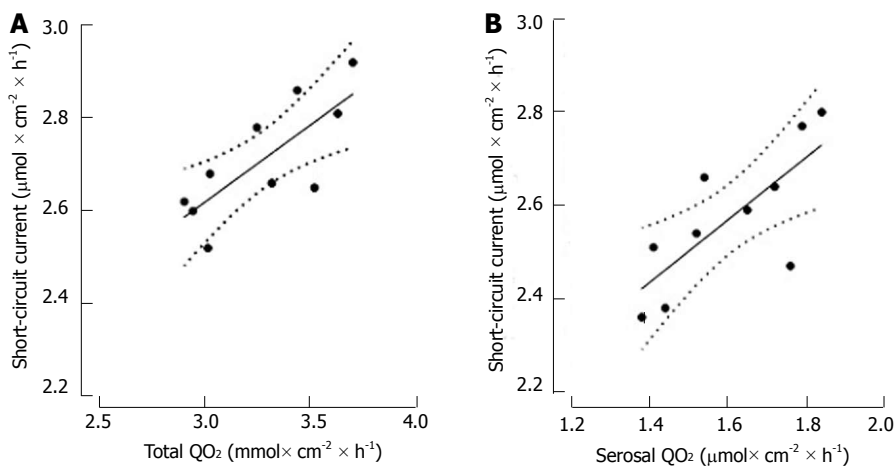 A
Short-circuit current (μmol × cm⁻² × h⁻¹)
3.0
2.8
2.6
2.4
2.2
2.5 3.0 3.5 4.0
Total QO₂ (mmol× cm⁻² × h⁻¹)
B
Short-circuit current (μmol × cm⁻² × h⁻¹)
3.0
2.8
2.6
2.4
2.2
1.2 1.4 1.6 1.8 2.0
Serosal QO₂ (μmol× cm⁻² × h⁻¹)